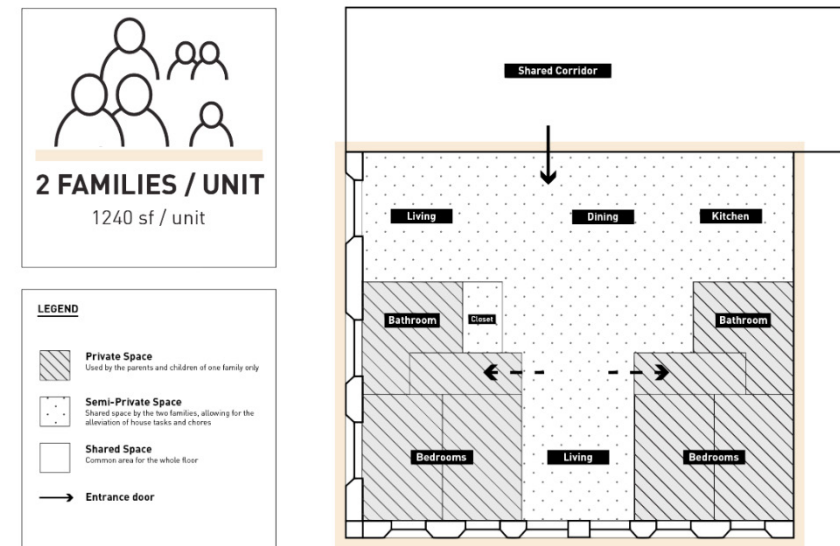 2 FAMILIES / UNIT
1240 sf / unit
LEGEND
Private Space
Used by the parents and children of one family only
Semi-Private Space
Shared space by the two families, allowing for the
alleviation of house tasks and chores
Shared Space
Common area for the whole floor
Entrance door
Shared Corridor
Living
Dining
Kitchen
Bathroom
Closet
Bathroom
Bedrooms
Living
Bedrooms